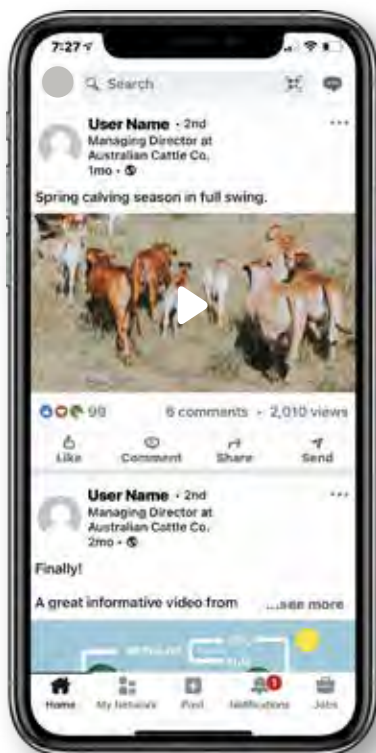 7:27
Search
User Name · 2nd
Managing Director at
Australian Cattle Co.
1mo ·
Spring calving season in full swing.
99 6 comments · 2,010 views
Like Comment Share Send
User Name · 2nd
Managing Director at
Australian Cattle Co.
2mo ·
Finally!
A great informative video from ...see more
Home My Network Post Notifications 1 Jobs